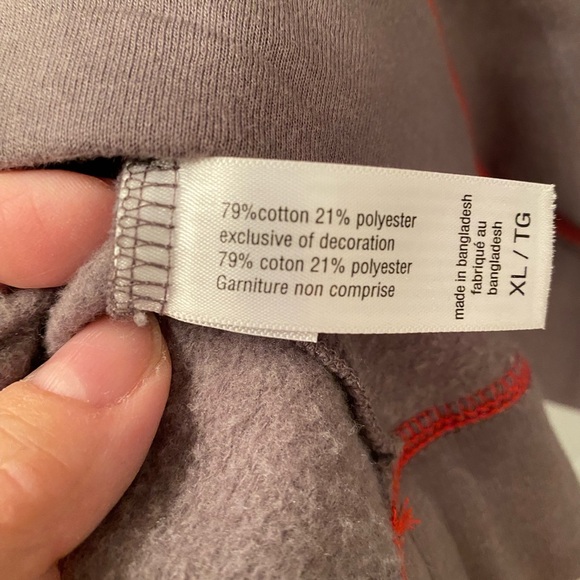 79%cotton 21% polyester
exclusive of decoration
79% coton 21% polyester
Garniture non comprise
made in bangladesh
fabriqué au
bangladesh
XL / TG